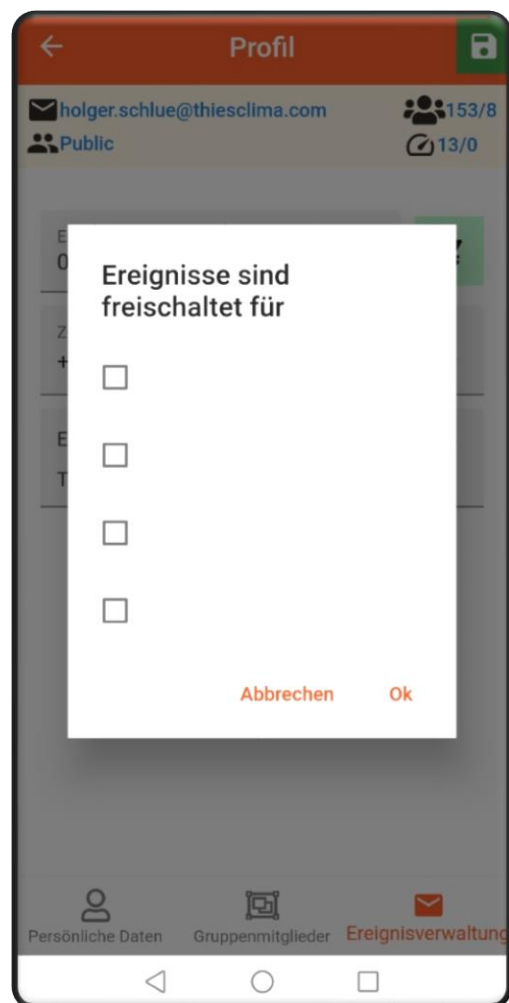 Profil
holger.schlue@thiesclima.com
153/8
Public
13/0
E
0
Ereignisse sind
freischaltet für
Z
+
E
T
Abbrechen
Ok
Persönliche Daten
Gruppenmitglieder
Ereignisverwaltung